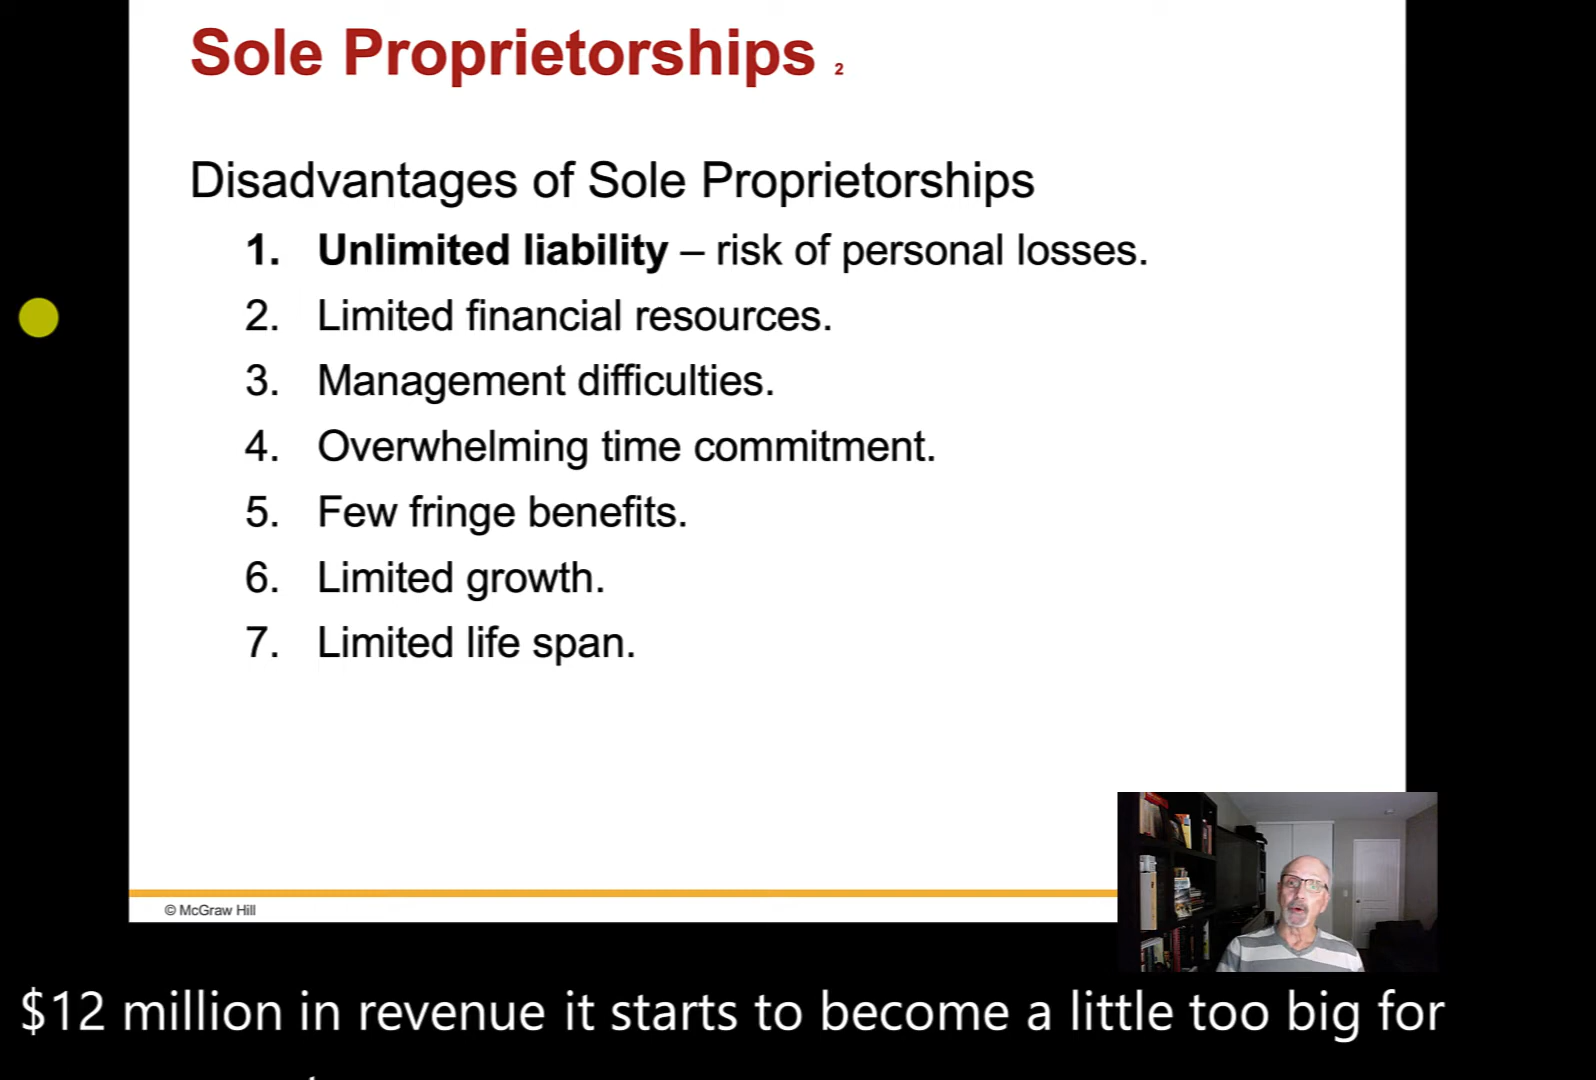 Sole Proprietorships 2
Disadvantages of Sole Proprietorships
1. Unlimited liability – risk of personal losses.
2. Limited financial resources.
3. Management difficulties.
4. Overwhelming time commitment.
5. Few fringe benefits.
6. Limited growth.
7. Limited life span.
© McGraw Hill
$12 million in revenue it starts to become a little too big for